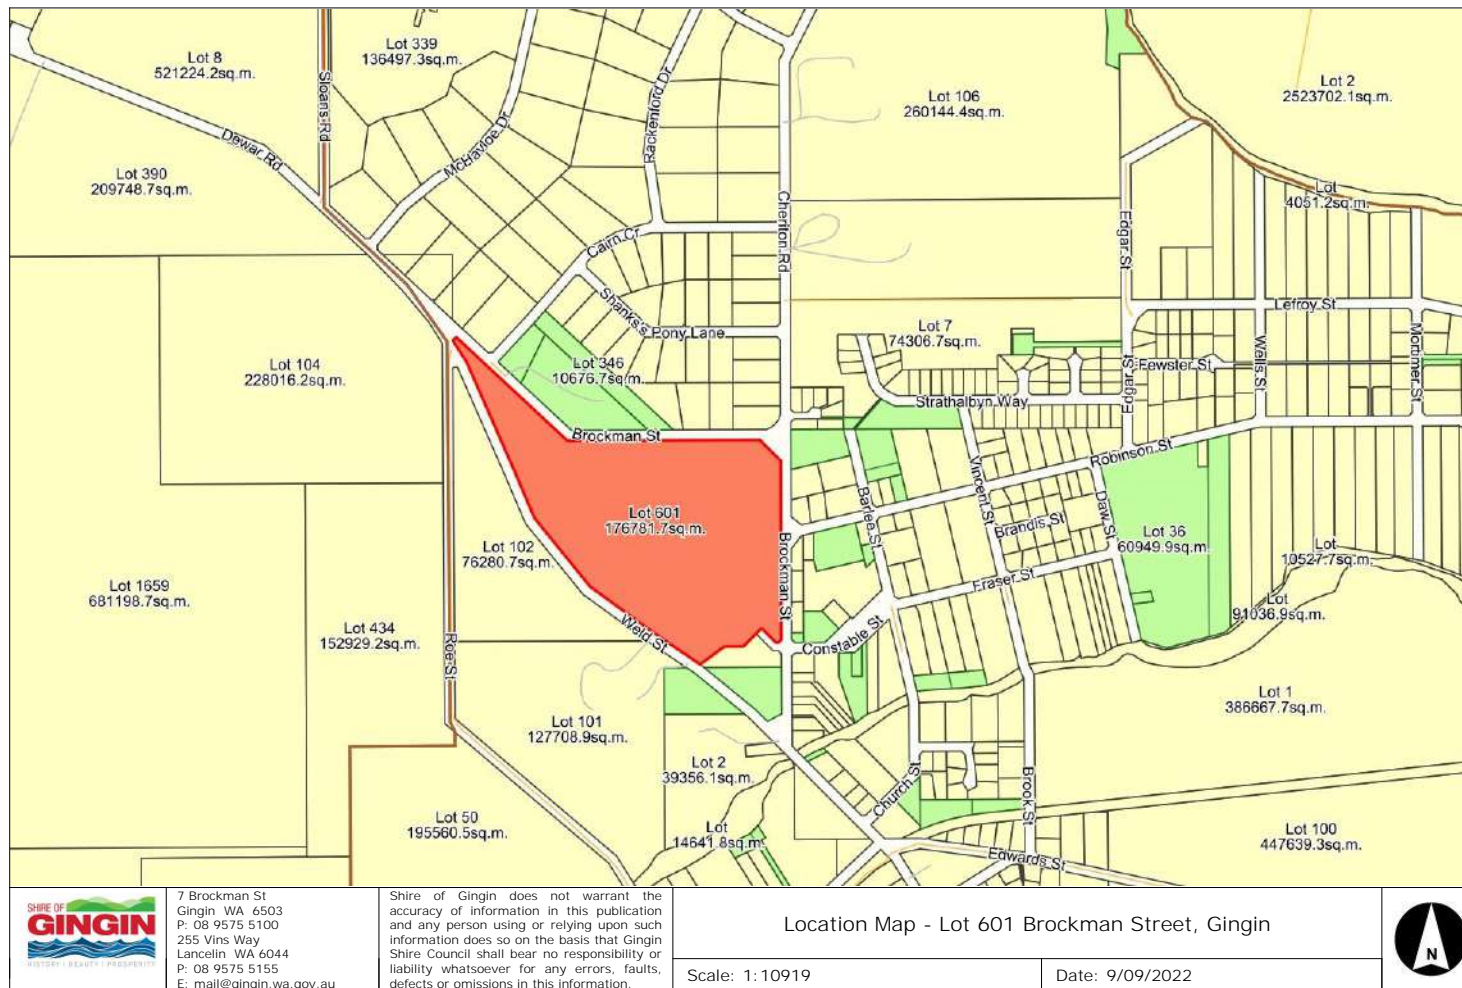 Lot 8
521224.2sq.m.
Lot 339
136497.3sq.m.
Lot 106
260144.4sq.m.
Lot 2
2523702.1sq.m.
Sloans Rd
Dewar Rd
McHavloe Dr
Rackenford Dr
Cheriton Rd
Lot 390
209748.7sq.m.
Lot
4051.2sq.m.
Edgar St
Cairn Cr
Shanks's Pony Lane
Lefroy St
Lot 7
74306.7sq.m.
Lot 104
228016.2sq.m.
Lot 346
10676.7sq.m.
Edgar St
Fewster St
Walls St
Mortimer St
Strathalbyn Way
Brockman St
Robinson St
Vincent St
Barlee St
Daw St
Lot 601
176781.7sq.m.
Brandis St
Lot 36
60949.9sq.m.
Lot
10527.7sq.m.
Lot 102
76280.7sq.m.
Brockman St
Fraser St
Lot 1659
681198.7sq.m.
Lot
91036.9sq.m.
Lot 434
152929.2sq.m.
Weld St
Roe St
Constable St
Lot 1
386667.7sq.m.
Lot 101
127708.9sq.m.
Lot 2
39356.1sq.m.
Church St
Brook St
Lot 50
195560.5sq.m.
Lot
14641.8sq.m.
Lot 100
447639.3sq.m.
Edwards St
SHIRE OF
GINGIN
HISTORY | BEAUTY | PROSPERITY
7 Brockman St
Gingin WA 6503
P: 08 9575 5100
255 Vins Way
Lancelin WA 6044
P: 08 9575 5155
E: mail@gingin.wa.gov.au
Shire of Gingin does not warrant the
accuracy of information in this publication
and any person using or relying upon such
information does so on the basis that Gingin
Shire Council shall bear no responsibility or
liability whatsoever for any errors, faults,
defects or omissions in this information.
Location Map - Lot 601 Brockman Street, Gingin
Scale: 1:10919
Date: 9/09/2022
N